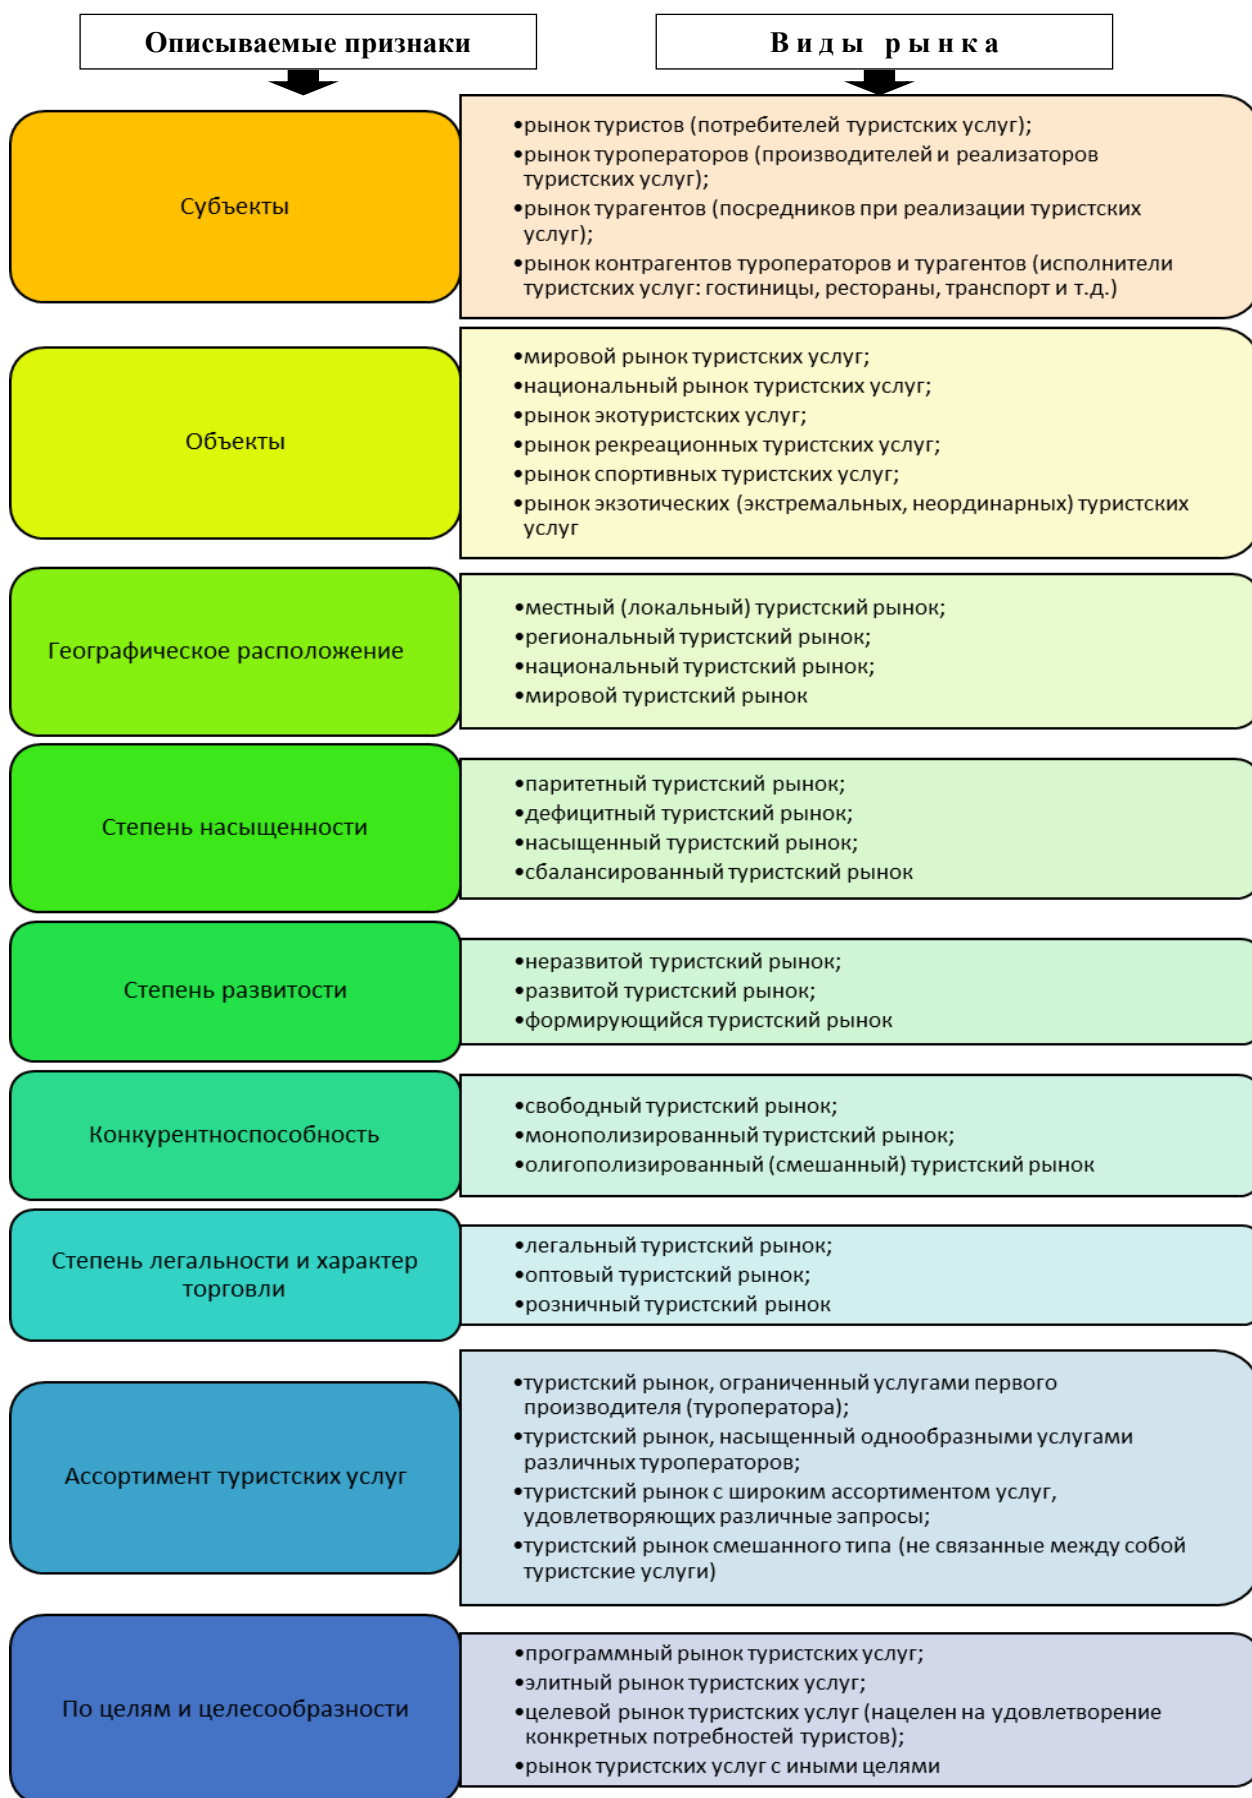 Описываемые признаки
Виды рынка
Субъекты
•рынок туристов (потребителей туристских услуг);
•рынок туроператоров (производителей и реализаторов
туристских услуг);
•рынок турагентов (посредников при реализации туристских
услуг);
•рынок контрагентов туроператоров и турагентов (исполнители
туристских услуг: гостиницы, рестораны, транспорт и т.д.)
Объекты
•мировой рынок туристских услуг;
•национальный рынок туристских услуг;
•рынок экотуристских услуг;
•рынок рекреационных туристских услуг;
•рынок спортивных туристских услуг;
•рынок экзотических (экстремальных, неординарных) туристских
услуг
Географическое расположение
•местный (локальный) туристский рынок;
•региональный туристский рынок;
•национальный туристский рынок;
•мировой туристский рынок
Степень насыщенности
•паритетный туристский рынок;
•дефицитный туристский рынок;
•насыщенный туристский рынок;
•сбалансированный туристский рынок
Степень развитости
•неразвитой туристский рынок;
•развитой туристский рынок;
•формирующийся туристский рынок
Конкурентноспособность
•свободный туристский рынок;
•монополизированный туристский рынок;
•олигополизированный (смешанный) туристский рынок
Степень легальности и характер
торговли
•легальный туристский рынок;
•оптовый туристский рынок;
•розничный туристский рынок
Ассортимент туристских услуг
•туристский рынок, ограниченный услугами первого
производителя (туроператора);
•туристский рынок, насыщенный однообразными услугами
различных туроператоров;
•туристский рынок с широким ассортиментом услуг,
удовлетворяющих различные запросы;
•туристский рынок смешанного типа (не связанные между собой
туристские услуги)
По целям и целесообразности
•программный рынок туристских услуг;
•элитный рынок туристских услуг;
•целевой рынок туристских услуг (нацелен на удовлетворение
конкретных потребностей туристов);
•рынок туристских услуг с иными целями